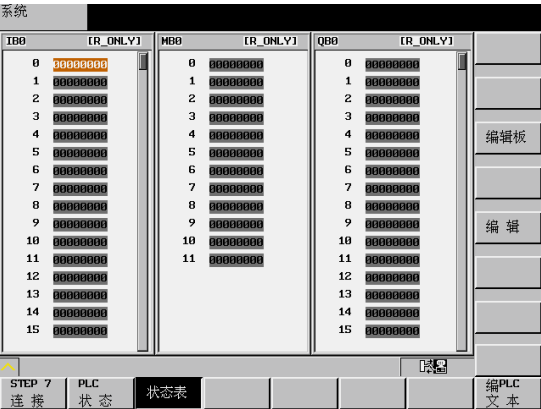 系统
IB0 [R_ONLY] MB0 [R_ONLY] QB0 [R_ONLY]
0 00000000 0 00000000 0 00000000
1 00000000 1 00000000 1 00000000
2 00000000 2 00000000 2 00000000
3 00000000 3 00000000 3 00000000
4 00000000 4 00000000 4 00000000
5 00000000 5 00000000 5 00000000
6 00000000 6 00000000 6 00000000
7 00000000 7 00000000 7 00000000
8 00000000 8 00000000 8 00000000
9 00000000 9 00000000 9 00000000
10 00000000 10 00000000 10 00000000
11 00000000 11 00000000 11 00000000
12 00000000 12 00000000
13 00000000 13 00000000
14 00000000 14 00000000
15 00000000 15 00000000
编辑板
编 辑
STEP 7
连 接
PLC
状 态
状态表
编PLC
文 本